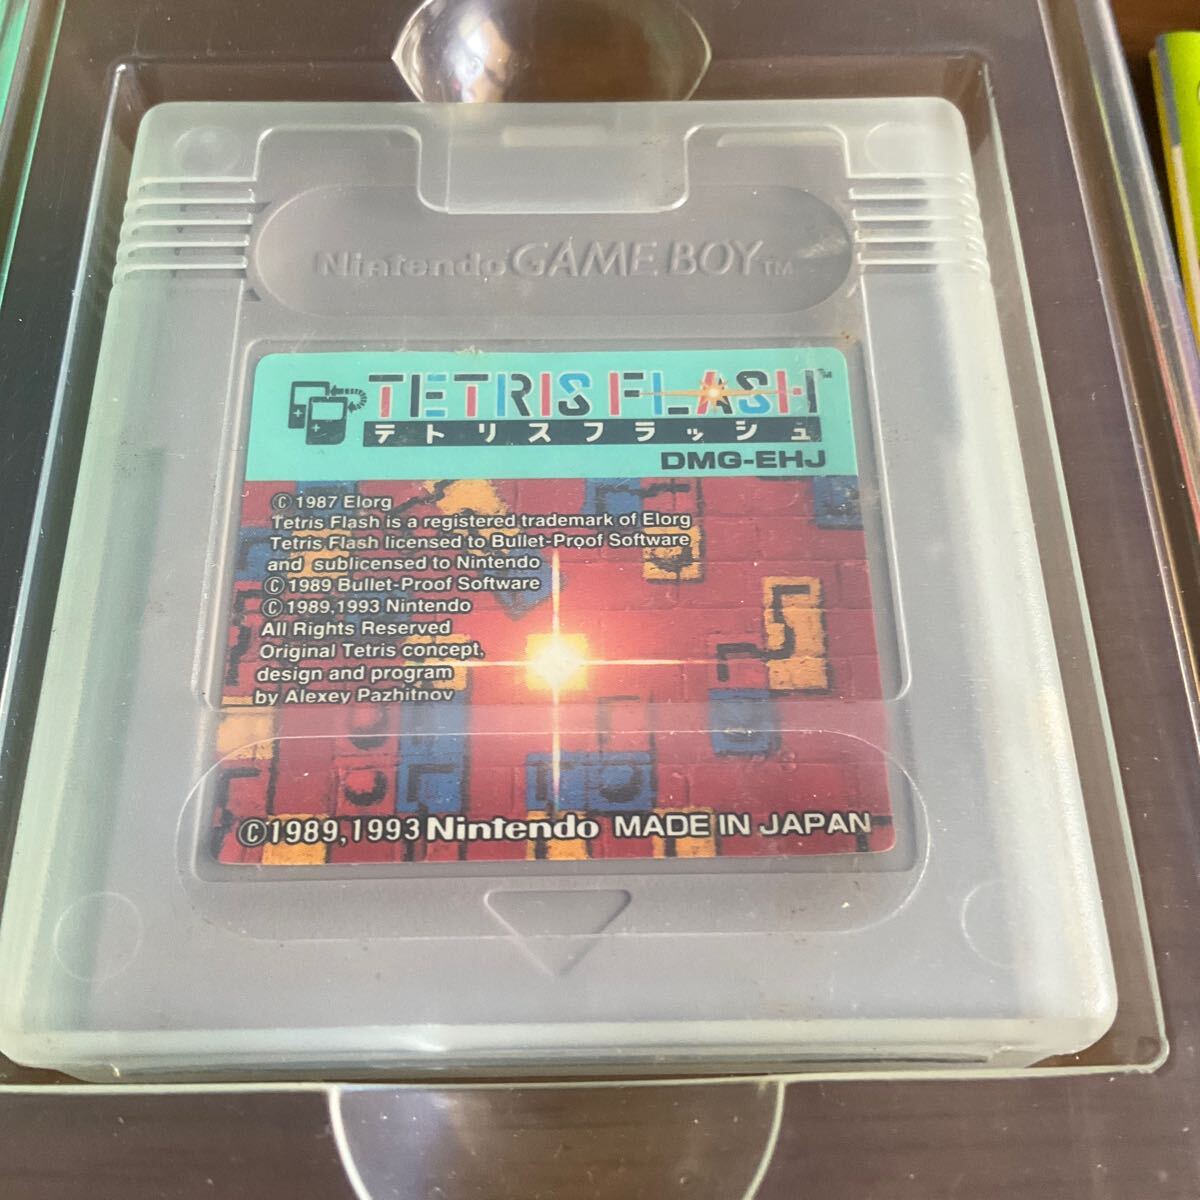 Nintendo GAME BOY TM
TETRIS FLASH™
テトリスフラッシュ
DMG-EHJ
© 1987 Elorg
Tetris Flash is a registered trademark of Elorg
Tetris Flash licensed to Bullet-Proof Software
and sublicensed to Nintendo
© 1989 Bullet-Proof Software
© 1989,1993 Nintendo
All Rights Reserved
Original Tetris concept,
design and program
by Alexey Pazhitnov
© 1989,1993 Nintendo MADE IN JAPAN